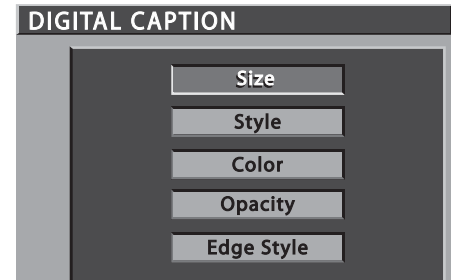 DIGITAL CAPTION
Size
Style
Color
Opacity
Edge Style